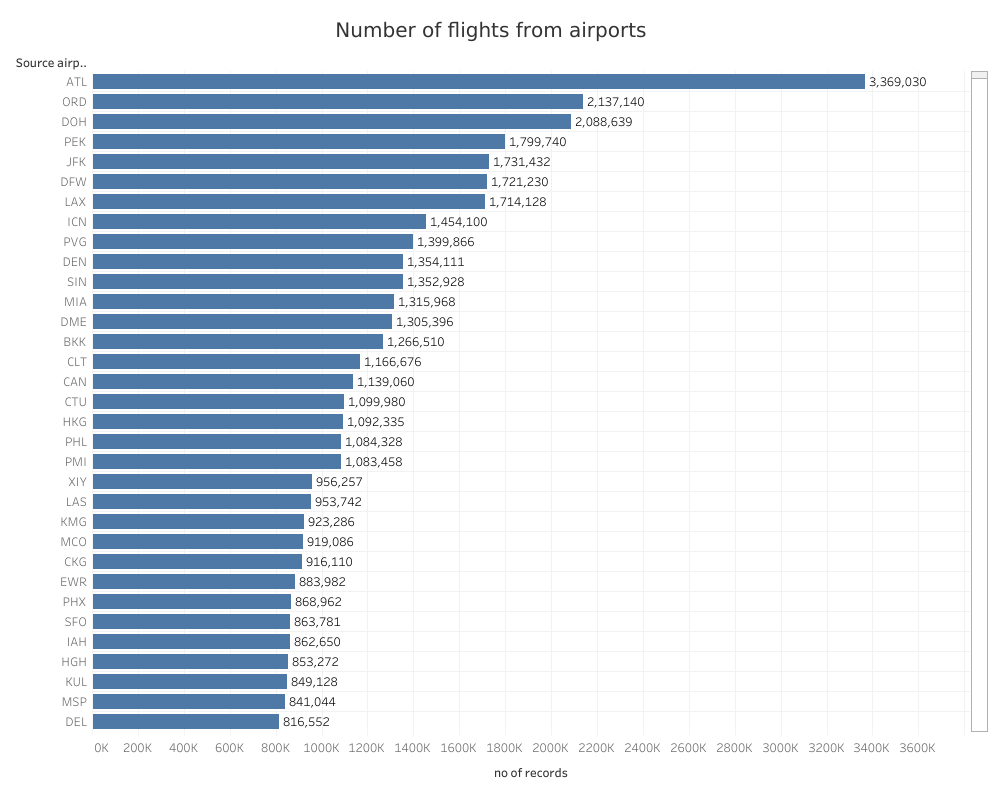 Number of flights from airports
Source airp..
ATL 3,369,030
ORD 2,137,140
DOH 2,088,639
PEK 1,799,740
JFK 1,731,432
DFW 1,721,230
LAX 1,714,128
ICN 1,454,100
PVG 1,399,866
DEN 1,354,111
SIN 1,352,928
MIA 1,315,968
DME 1,305,396
BKK 1,266,510
CLT 1,166,676
CAN 1,139,060
CTU 1,099,980
HKG 1,092,335
PHL 1,084,328
PMI 1,083,458
XIY 956,257
LAS 953,742
KMG 923,286
MCO 919,086
CKG 916,110
EWR 883,982
PHX 868,962
SFO 863,781
IAH 862,650
HGH 853,272
KUL 849,128
MSP 841,044
DEL 816,552
0K 200K 400K 600K 800K 1000K 1200K 1400K 1600K 1800K 2000K 2200K 2400K 2600K 2800K 3000K 3200K 3400K 3600K
no of records